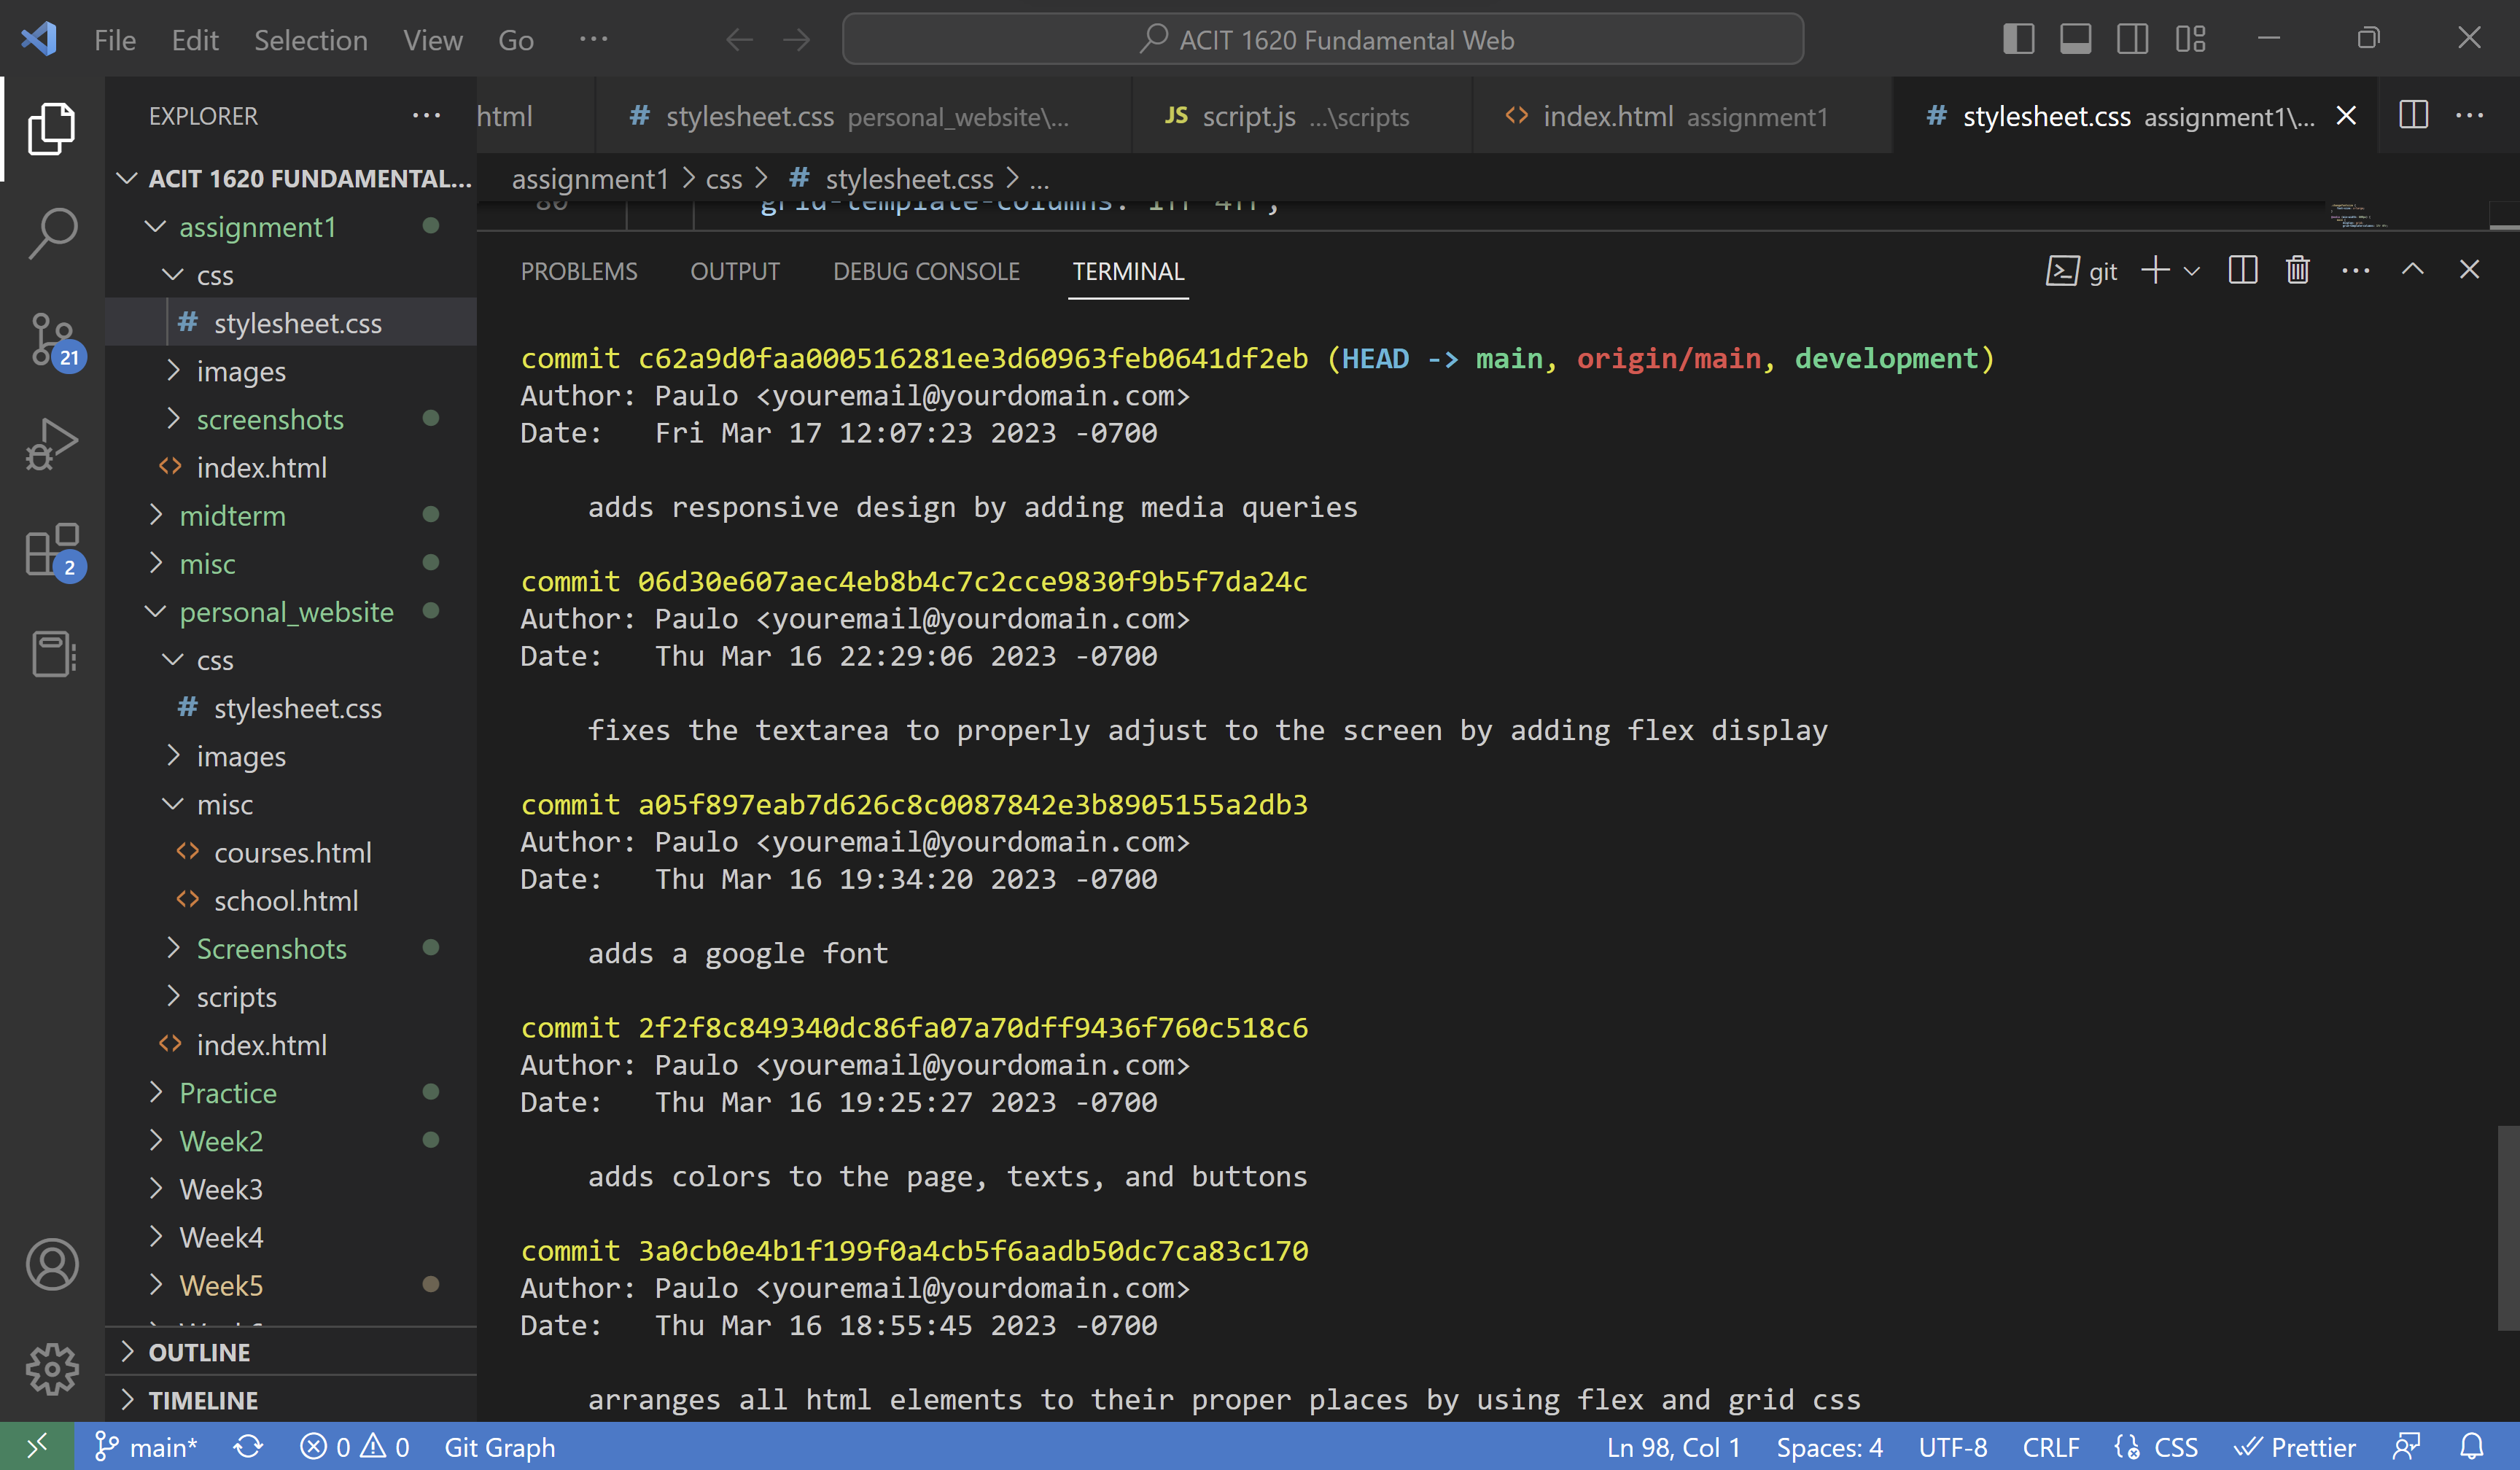 File Edit Selection View Go ···
ACIT 1620 Fundamental Web
EXPLORER ···
html
# stylesheet.css personal_website\...
JS script.js ...\scripts
<> index.html assignment1
# stylesheet.css assignment1\...
ACIT 1620 FUNDAMENTAL...
assignment1
css
# stylesheet.css
images
screenshots
<> index.html
midterm
misc
personal_website
css
# stylesheet.css
images
misc
<> courses.html
<> school.html
Screenshots
scripts
<> index.html
Practice
Week2
Week3
Week4
Week5
OUTLINE
TIMELINE
21
2
assignment1 > css > # stylesheet.css > ...
80 grid-template-columns: 1fr 4fr;
PROBLEMS OUTPUT DEBUG CONSOLE TERMINAL
git
commit c62a9d0faa000516281ee3d60963feb0641df2eb (HEAD -> main, origin/main, development)
Author: Paulo <youremail@yourdomain.com>
Date:   Fri Mar 17 12:07:23 2023 -0700
adds responsive design by adding media queries
commit 06d30e607aec4eb8b4c7c2cce9830f9b5f7da24c
Author: Paulo <youremail@yourdomain.com>
Date:   Thu Mar 16 22:29:06 2023 -0700
fixes the textarea to properly adjust to the screen by adding flex display
commit a05f897eab7d626c8c0087842e3b8905155a2db3
Author: Paulo <youremail@yourdomain.com>
Date:   Thu Mar 16 19:34:20 2023 -0700
adds a google font
commit 2f2f8c849340dc86fa07a70dff9436f760c518c6
Author: Paulo <youremail@yourdomain.com>
Date:   Thu Mar 16 19:25:27 2023 -0700
adds colors to the page, texts, and buttons
commit 3a0cb0e4b1f199f0a4cb5f6aadb50dc7ca83c170
Author: Paulo <youremail@yourdomain.com>
Date:   Thu Mar 16 18:55:45 2023 -0700
arranges all html elements to their proper places by using flex and grid css
main* 0 0 Git Graph
Ln 98, Col 1 Spaces: 4 UTF-8 CRLF CSS Prettier